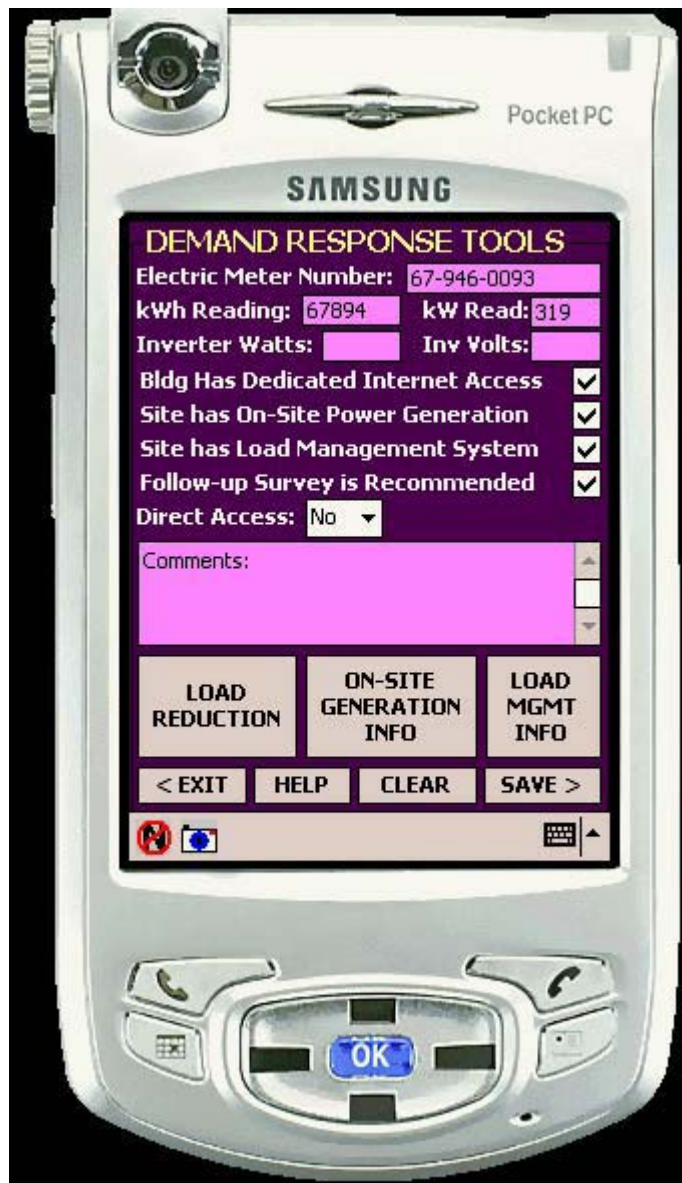 Pocket PC
SAMSUNG
DEMAND RESPONSE TOOLS
Electric Meter Number: 67-946-0093
kWh Reading: 67894 kW Read: 319
Inverter Watts: Inv Volts:
Bldg Has Dedicated Internet Access
Site has On-Site Power Generation
Site has Load Management System
Follow-up Survey is Recommended
Direct Access: No
Comments:
LOAD REDUCTION
ON-SITE GENERATION INFO
LOAD MGMT INFO
< EXIT HELP CLEAR SAVE >
OK